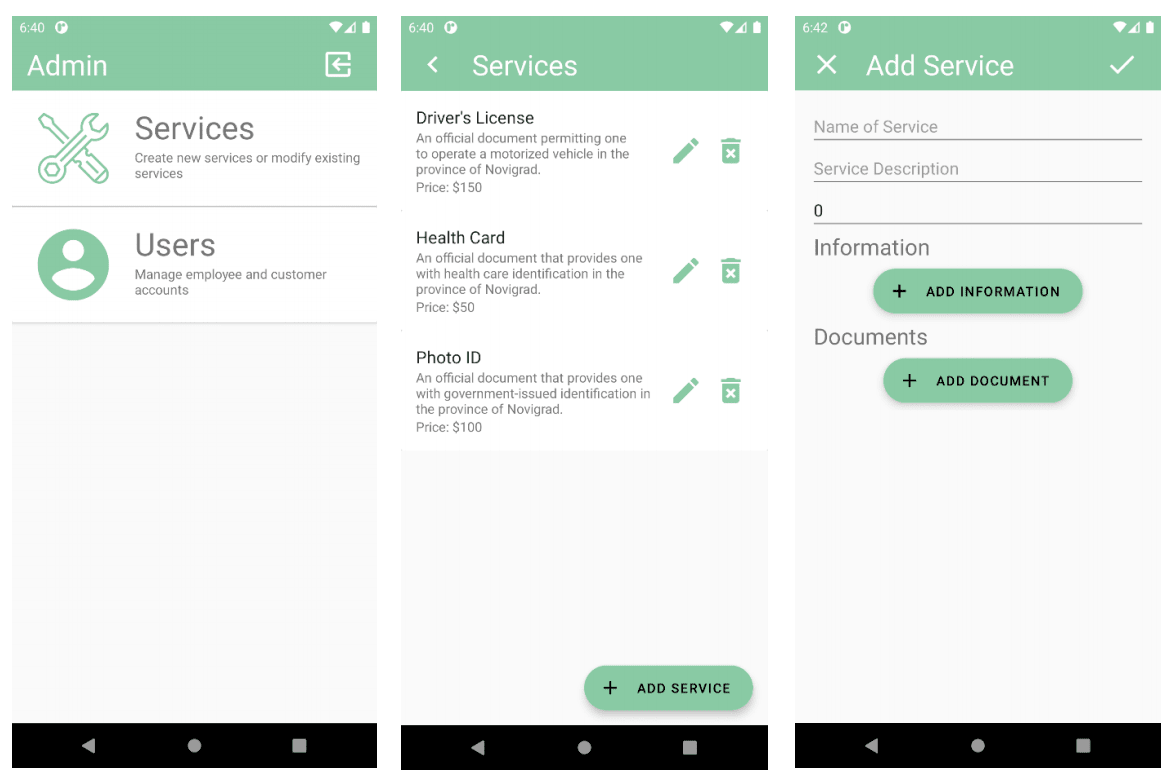 6:40
Admin
Services
Create new services or modify existing
services
Users
Manage employee and customer
accounts
6:40
Services
Driver's License
An official document permitting one
to operate a motorized vehicle in the
province of Novigrad.
Price: $150
Health Card
An official document that provides one
with health care identification in the
province of Novigrad.
Price: $50
Photo ID
An official document that provides one
with government-issued identification in
the province of Novigrad.
Price: $100
ADD SERVICE
6:42
Add Service
Name of Service
Service Description
0
Information
ADD INFORMATION
Documents
ADD DOCUMENT